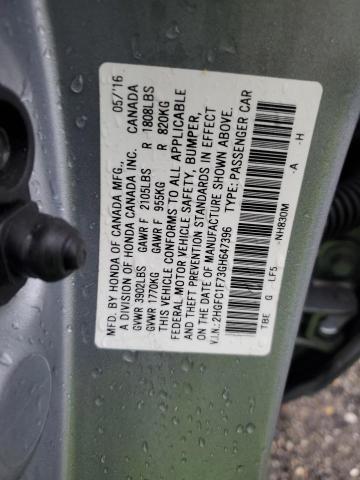 MFD. BY HONDA OF CANADA MFG., 05/'16
A DIVISION OF HONDA CANADA INC. CANADA
GVWR 3902LBS GAWR F 2105LBS R 1808LBS
GVWR 1770KG GAWR F 955KG R 820KG
THIS VEHICLE CONFORMS TO ALL APPLICABLE
FEDERAL MOTOR VEHICLE SAFETY, BUMPER,
AND THEFT PREVENTION STANDARDS IN EFFECT
ON THE DATE OF MANUFACTURE SHOWN ABOVE.
V.I.N.: 2HGFC1F73GH647396 TYPE: PASSENGER CAR
NH830M -A -H
TBE G LF5